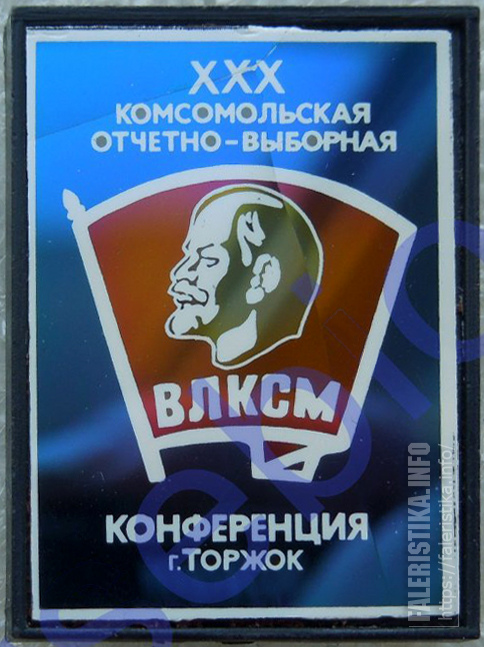 XXX
КОМСОМОЛЬСКАЯ
ОТЧЕТНО-ВЫБОРНАЯ
ВЛКСМ
КОНФЕРЕНЦИЯ
г.ТОРЖОК
FALERISTIKA.INFO
https://faleristika.info/